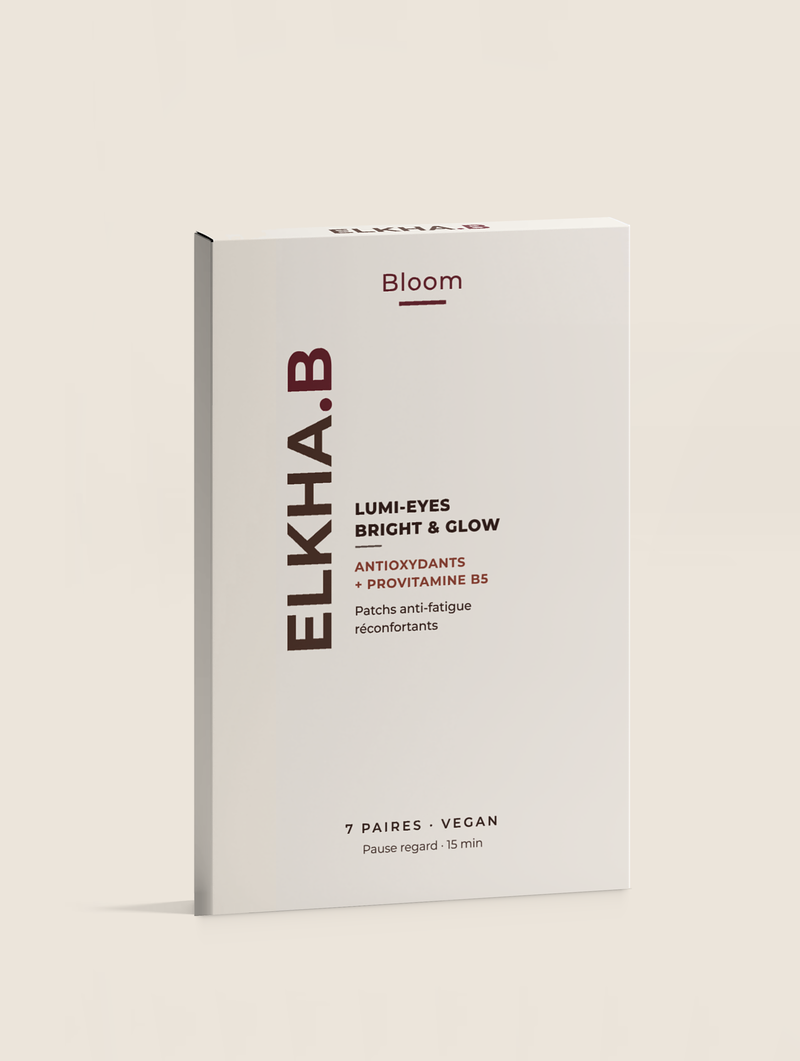 ELKHA.B
Bloom
ELKHA.B
LUMI-EYES
BRIGHT & GLOW
ANTIOXYDANTS
+ PROVITAMINE B5
Patchs anti-fatigue
réconfortants
7 PAIRES · VEGAN
Pause regard · 15 min